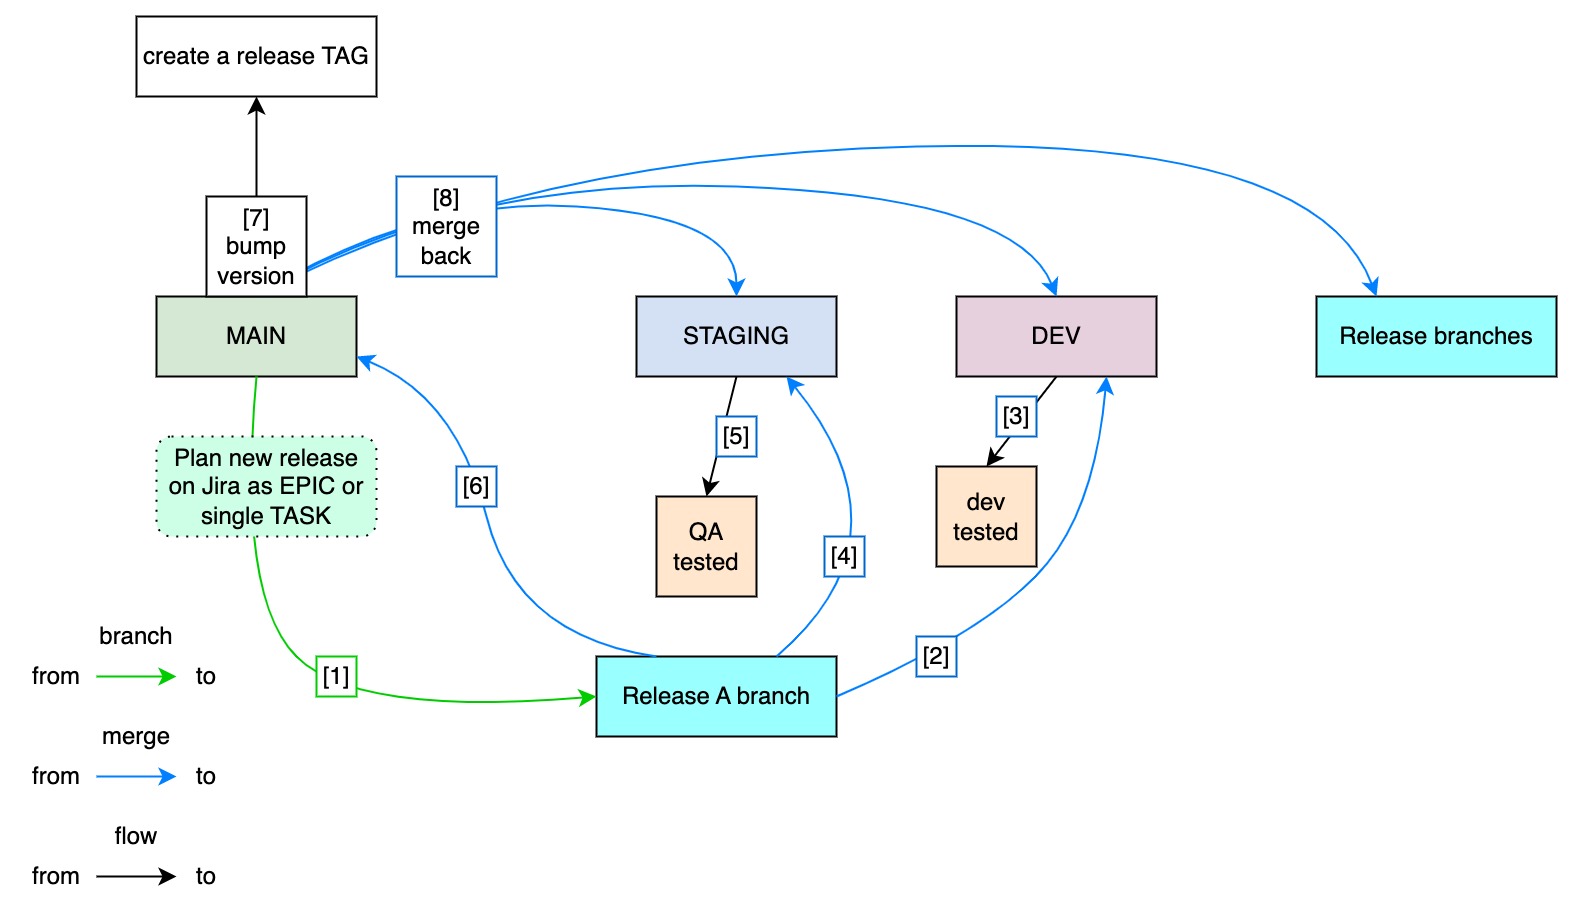 create a release TAG
[7]
bump
version
[8]
merge
back
MAIN
STAGING
DEV
Release branches
[3]
[5]
Plan new release
on Jira as EPIC or
single TASK
[6]
dev
tested
QA
tested
[4]
[2]
[1]
Release A branch
branch
from to
merge
from to
flow
from to